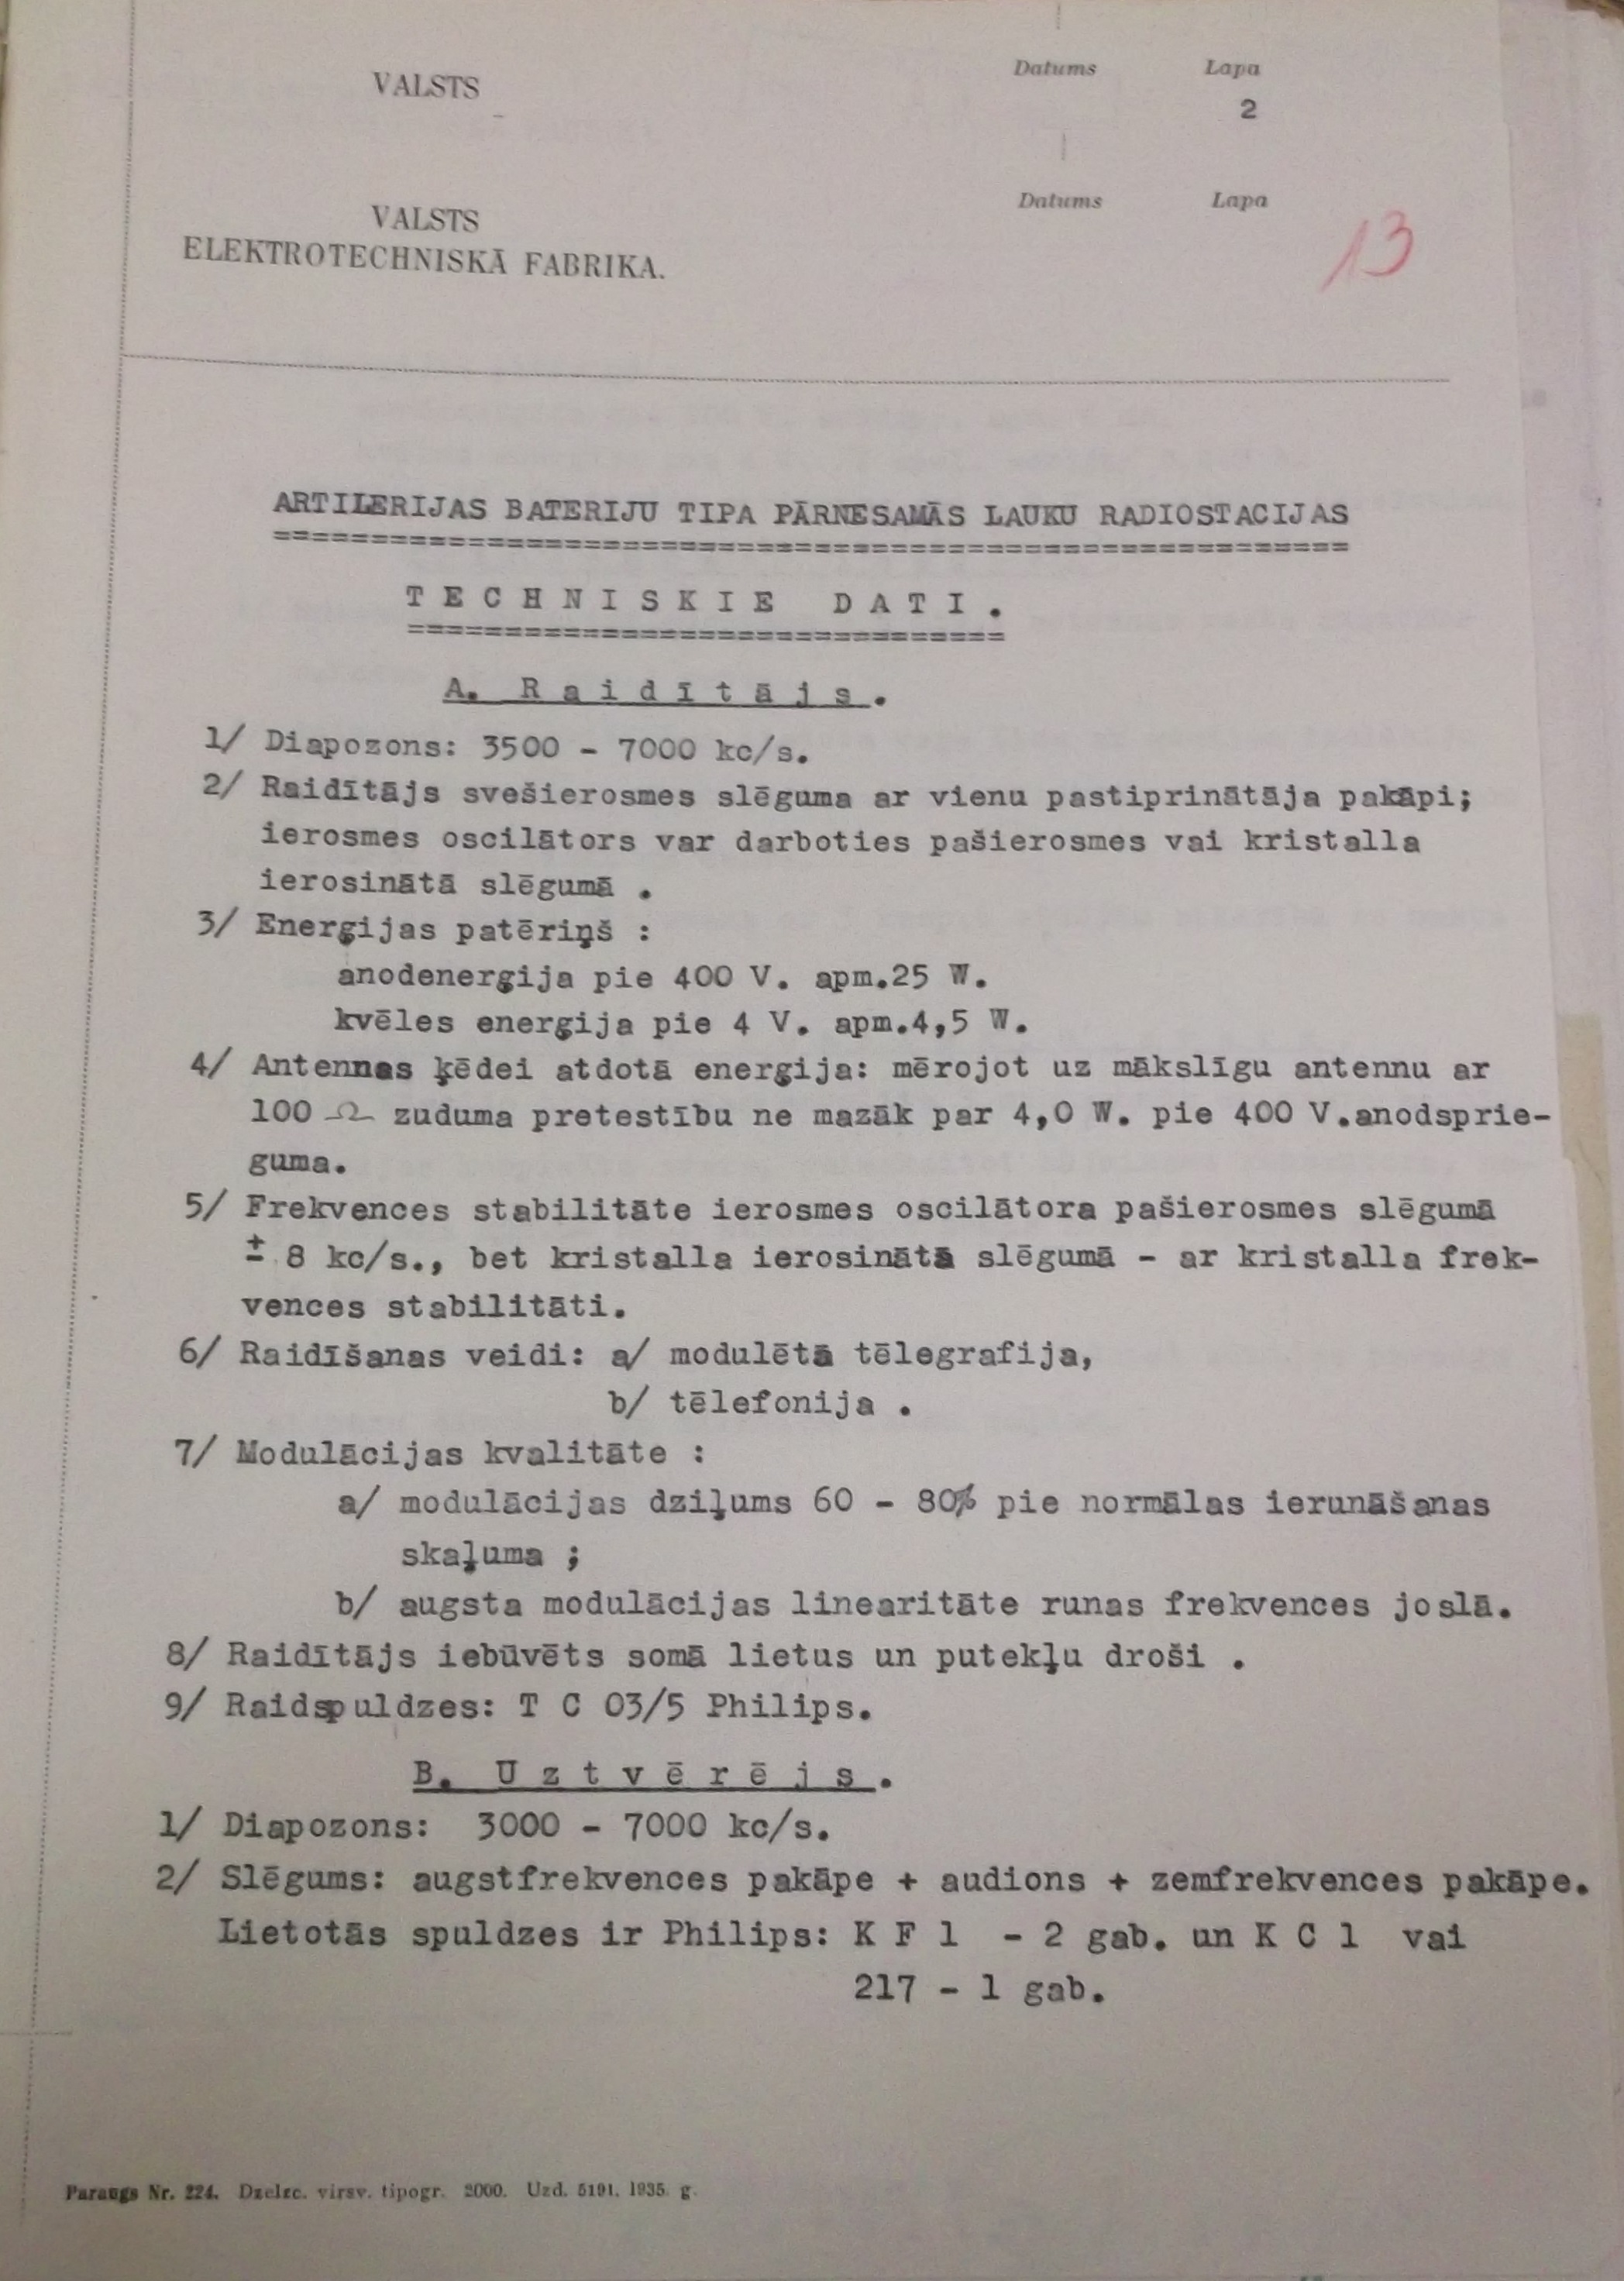 VALSTS
Datums Lapa
2
VALSTS
ELEKTROTECHNISKĀ FABRIKA.
Datums Lapa
13
ARTILERIJAS BATERIJU TIPA PĀRNESAMĀS LAUKU RADIOSTACIJAS
T E C H N I S K I E D A T I .
A. R a i d ī t ā j s .
1/ Diapozons: 3500 - 7000 kc/s.
2/ Raidītājs svešierosmes slēguma ar vienu pastiprinātāja pakāpi;
ierosmes oscilātors var darboties pašierosmes vai kristalla
ierosinātā slēgumā .
3/ Enerģijas patēriņš :
anodenerģija pie 400 V. apm.25 W.
kvēles enerģija pie 4 V. apm.4,5 W.
4/ Antennas ķēdei atdotā enerģija: mērojot uz mākslīgu antennu ar
100 Ω zuduma pretestību ne mazāk par 4,0 W. pie 400 V.anodsprie-
guma.
5/ Frekvences stabilitāte ierosmes oscilātora pašierosmes slēgumā
± 8 kc/s., bet kristalla ierosinātā slēgumā - ar kristalla frek-
vences stabilitāti.
6/ Raidīšanas veidi: a/ modulētā tēlegrafija,
b/ tēlefonija .
7/ Modulācijas kvalitāte :
a/ modulācijas dziļums 60 - 80% pie normālas ierunāšanas
skaļuma ;
b/ augsta modulācijas linearitāte runas frekvences joslā.
8/ Raidītājs iebūvēts somā lietus un putekļu droši .
9/ Raidspuldzes: T C 03/5 Philips.
B. U z t v ē r ē j s .
1/ Diapozons: 3000 - 7000 kc/s.
2/ Slēgums: augstfrekvences pakāpe + audions + zemfrekvences pakāpe.
Lietotās spuldzes ir Philips: K F 1 - 2 gab. un K C 1 vai
217 - 1 gab.
Paraugs Nr. 224. Dzelzc. virsv. tipogr. 2000. Uzd. 5191. 1935. g.